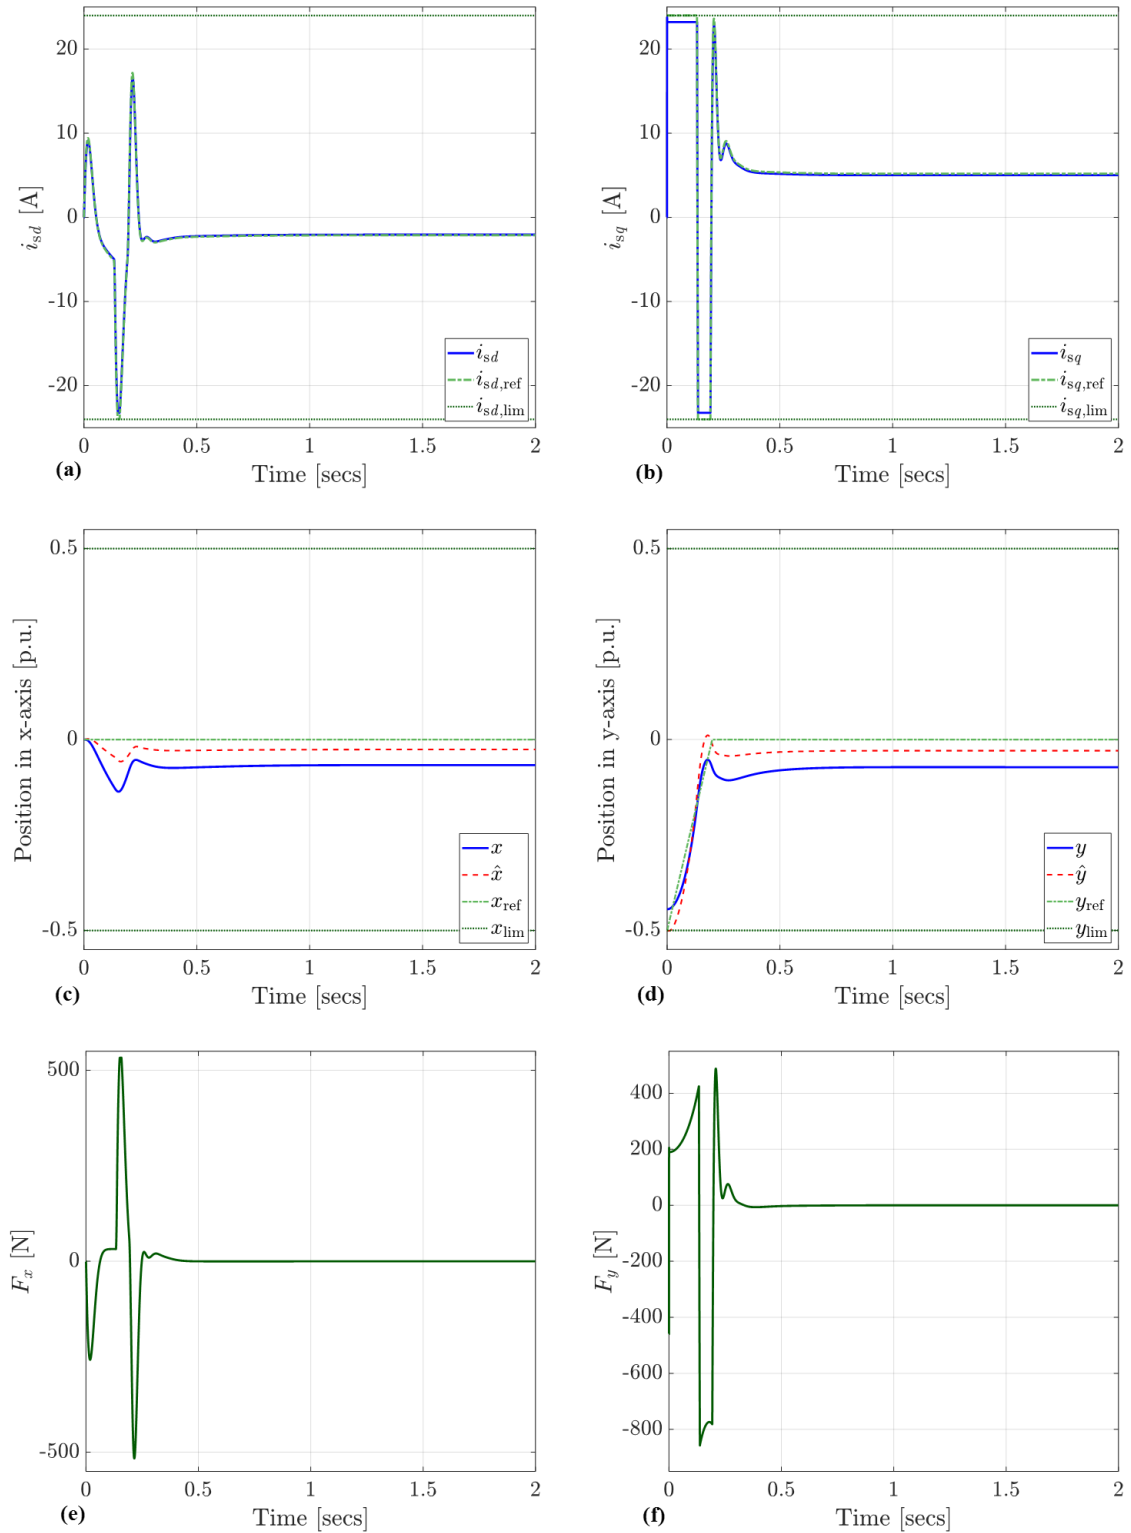 20
10
0
-10
-20
i_sd [A]
i_sd
i_sd,ref
i_sd,lim
0 0.5 1 1.5 2
Time [secs]
(a)
20
10
0
-10
-20
i_sq [A]
i_sq
i_sq,ref
i_sq,lim
0 0.5 1 1.5 2
Time [secs]
(b)
0.5
0
-0.5
Position in x-axis [p.u.]
x
x̂
x_ref
x_lim
0 0.5 1 1.5 2
Time [secs]
(c)
0.5
0
-0.5
Position in y-axis [p.u.]
y
ŷ
y_ref
y_lim
0 0.5 1 1.5 2
Time [secs]
(d)
500
0
-500
F_x [N]
0 0.5 1 1.5 2
Time [secs]
(e)
400
200
0
-200
-400
-600
-800
F_y [N]
0 0.5 1 1.5 2
Time [secs]
(f)